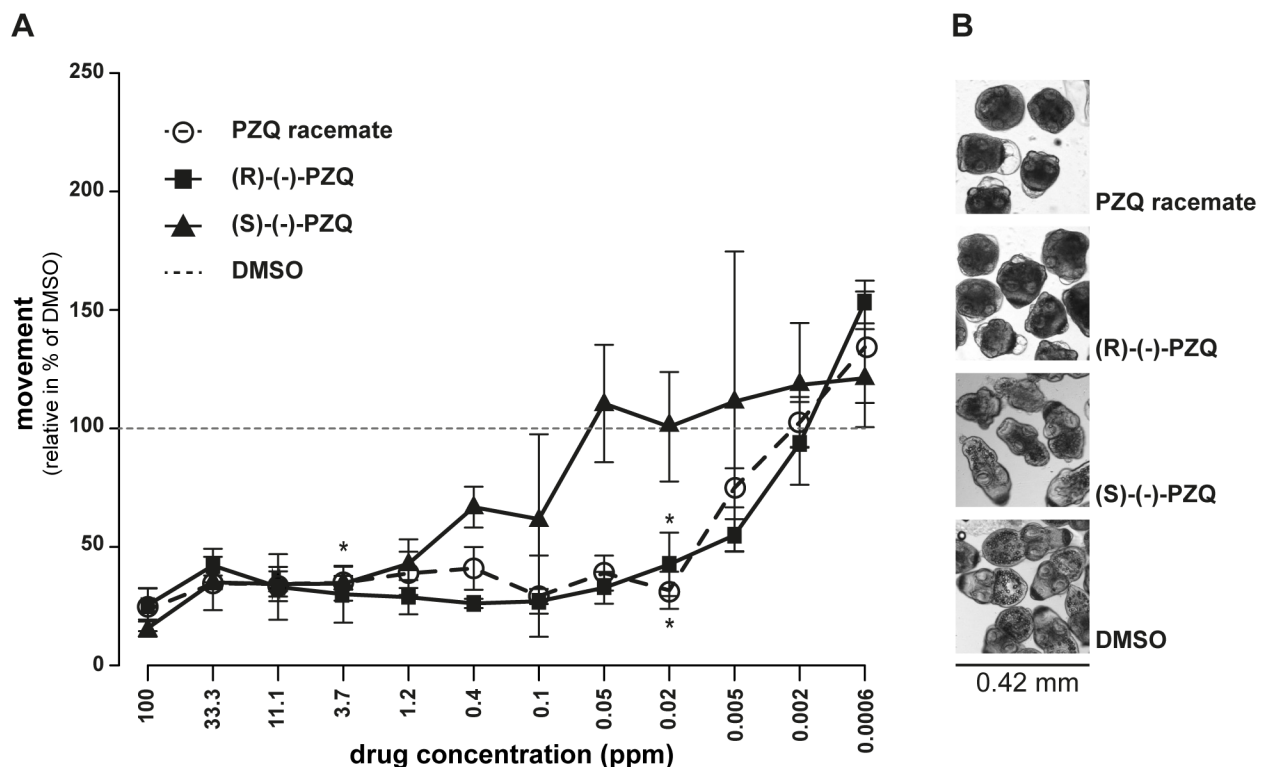 A
B
250
200
150
100
50
0
movement
(relative in % of DMSO)
PZQ racemate
(R)-(-)-PZQ
(S)-(-)-PZQ
DMSO
*
*
*
100
33.3
11.1
3.7
1.2
0.4
0.1
0.05
0.02
0.005
0.002
0.0006
drug concentration (ppm)
PZQ racemate
(R)-(-)-PZQ
(S)-(-)-PZQ
DMSO
0.42 mm